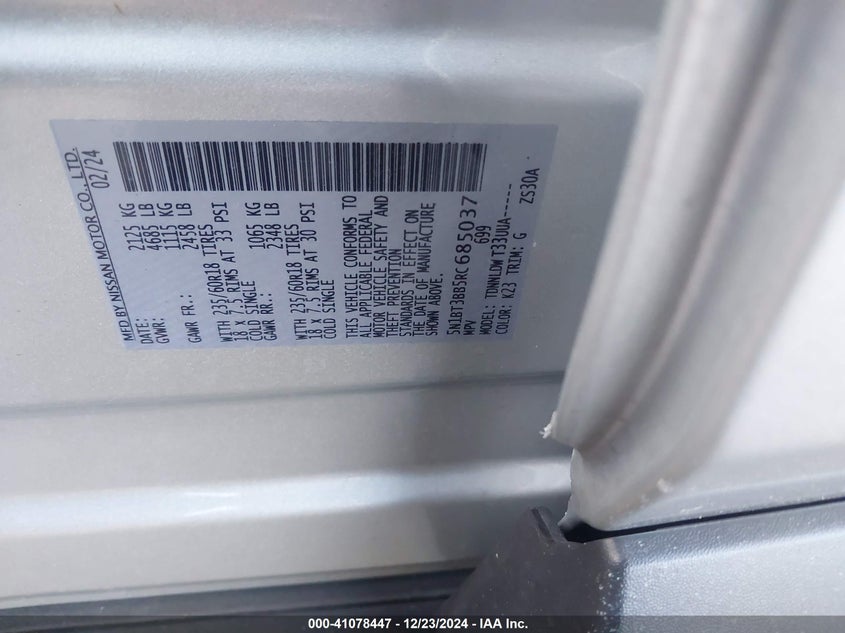 MFD BY NISSAN MOTOR CO., LTD.
DATE: 02/24
GVWR: 2125 KG
4685 LB
GAWR FR.: 1115 KG
2458 LB
WITH 235/60R18 TIRES
18 X 7.5 RIMS AT 33 PSI
COLD SINGLE
GAWR RR.: 1065 KG
2348 LB
WITH 235/60R18 TIRES
18 X 7.5 RIMS AT 30 PSI
COLD SINGLE
THIS VEHICLE CONFORMS TO
ALL APPLICABLE FEDERAL
MOTOR VEHICLE SAFETY AND
THEFT PREVENTION
STANDARDS IN EFFECT ON
THE DATE OF MANUFACTURE
SHOWN ABOVE.
5N1BT3BB5RC685037
MPV 699
MODEL: TDNNLDWT33UUA-----
COLOR: K23 TRIM: G ZS30A
000-41078447 - 12/23/2024 - IAA Inc.